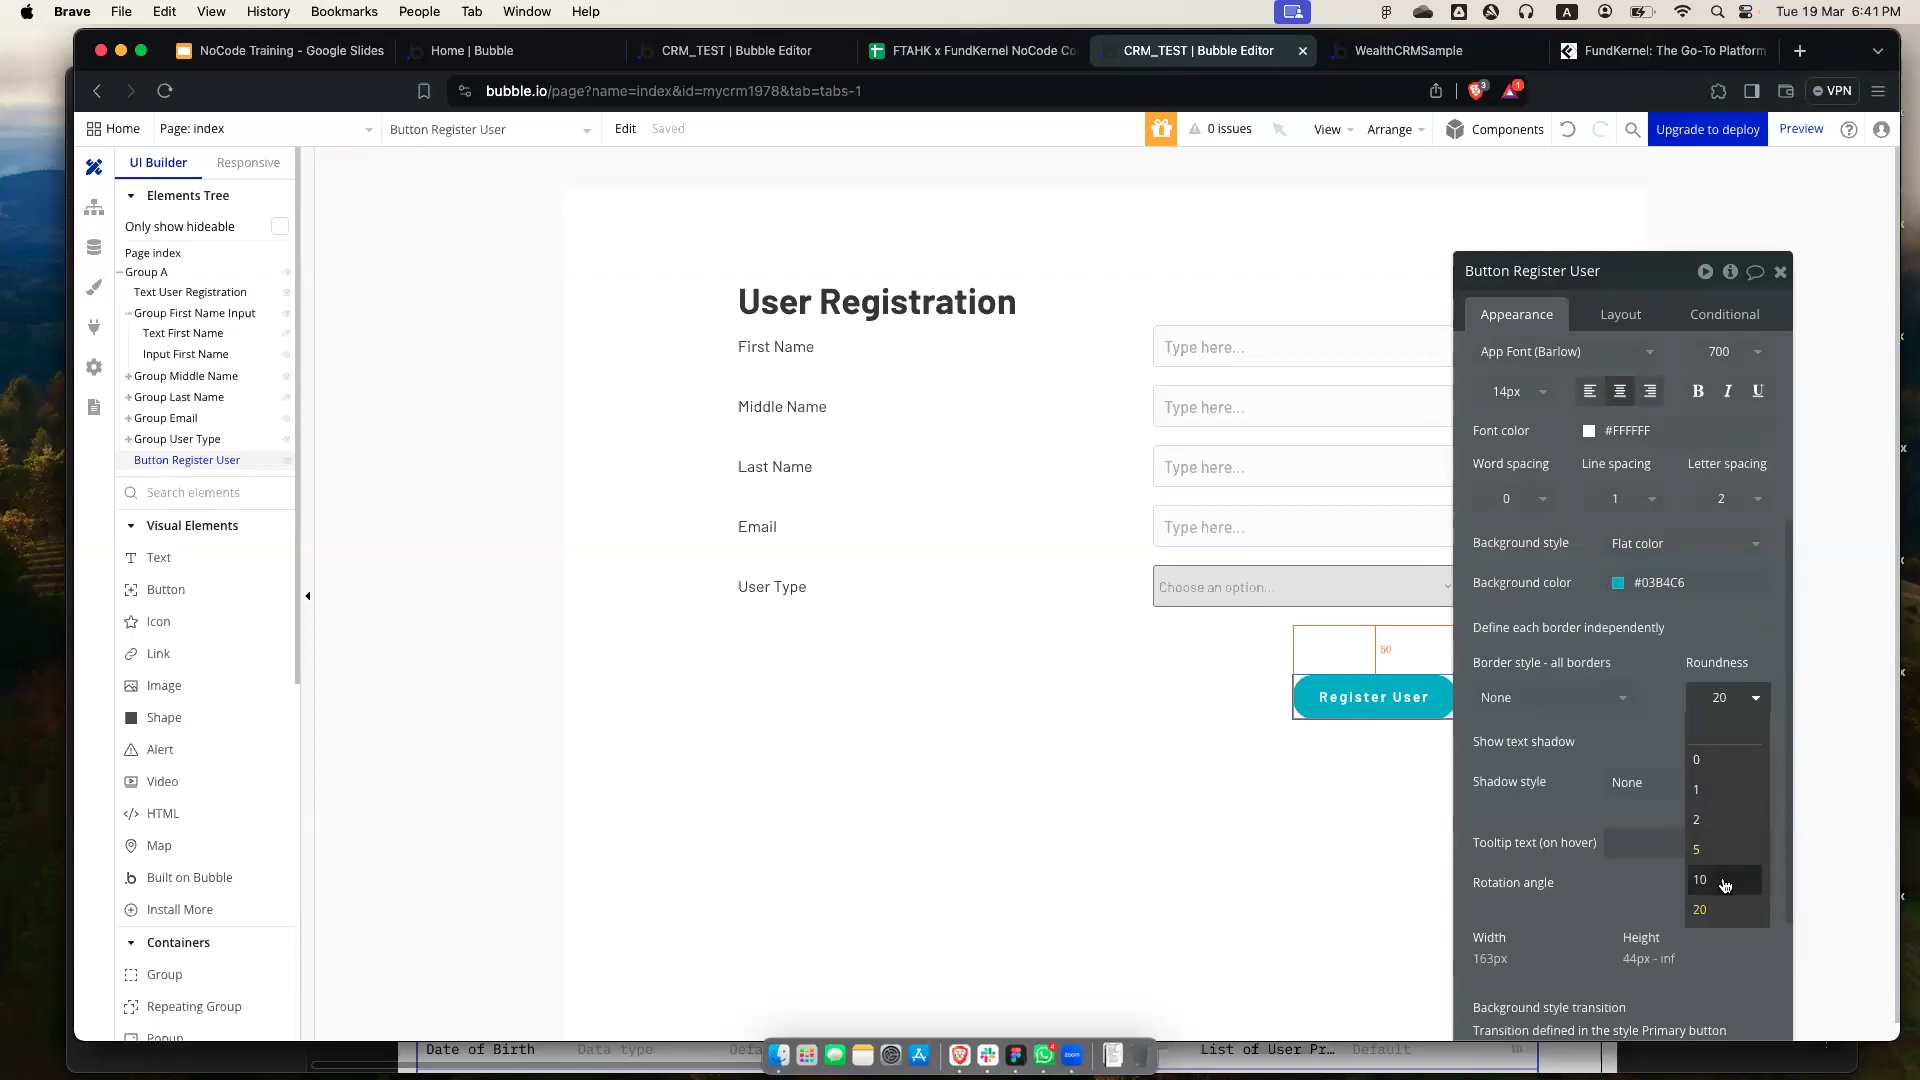 Brave File Edit View History Bookmarks People Tab Window Help
A
Tue 19 Mar 6:41 PM
NoCode Training - Google Slides
Home | Bubble
CRM_TEST | Bubble Editor
FTAHK x FundKernel NoCode Co
CRM_TEST | Bubble Editor
WealthCRMSample
FundKernel: The Go-To Platform
bubble.io/page?name=index&id=mycrm1978&tab=tabs-1
3
1
VPN
Home
Page: index
Button Register User
Edit
Saved
0 issues
View
Arrange
Components
Upgrade to deploy
Preview
UI Builder
Responsive
Elements Tree
Only show hideable
Page index
Group A
Text User Registration
Group First Name Input
Text First Name
Input First Name
Group Middle Name
Group Last Name
Group Email
Group User Type
Button Register User
Search elements
Visual Elements
Text
Button
Icon
Link
Image
Shape
Alert
Video
HTML
Map
Built on Bubble
Install More
Containers
Group
Repeating Group
Popup
User Registration
First Name
Type here...
Middle Name
Type here...
Last Name
Type here...
Email
Type here...
User Type
Choose an option...
50
Register User
Button Register User
Appearance
Layout
Conditional
App Font (Barlow)
700
14px
B I U
Font color
#FFFFFF
Word spacing
Line spacing
Letter spacing
0
1
2
Background style
Flat color
Background color
#03B4C6
Define each border independently
Border style - all borders
Roundness
None
20
0
1
2
5
10
20
Show text shadow
Shadow style
None
Tooltip text (on hover)
Rotation angle
Width
Height
163px
44px - inf
Background style transition
Transition defined in the style Primary button
Date of Birth
Data type
Defa
List of User Pr...
Default
4
zoom